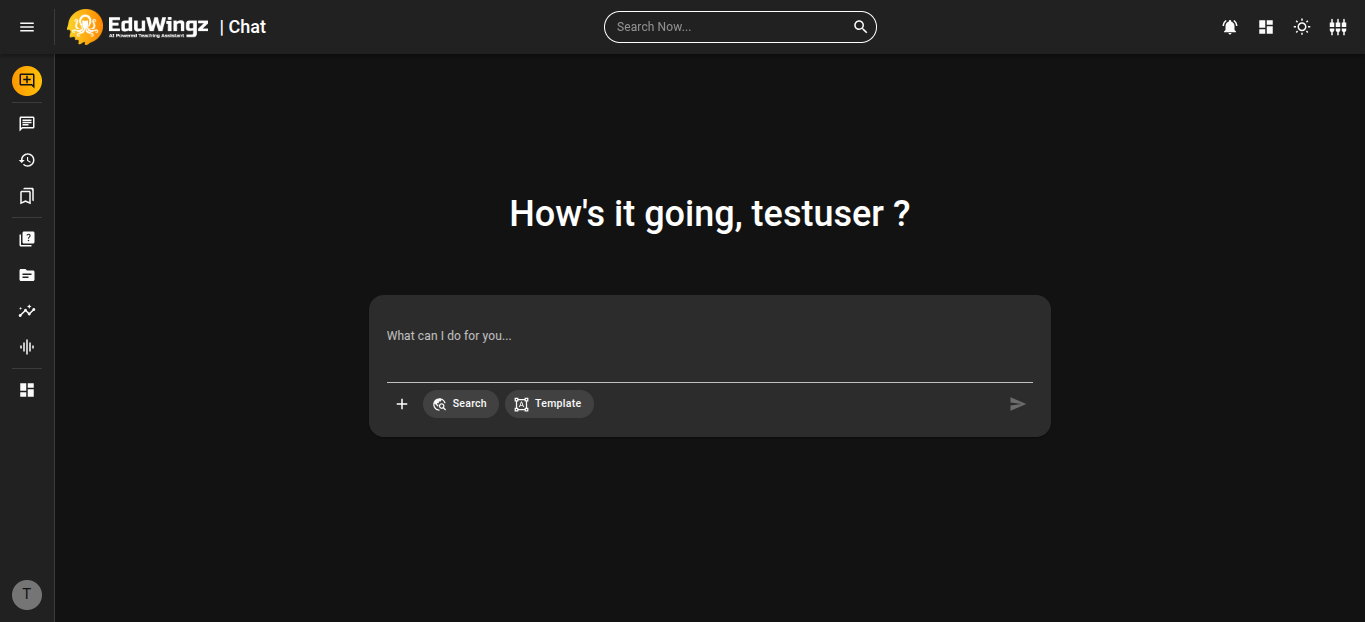 EduWingz
AI Powered Teaching Assistant
| Chat
Search Now...
How's it going, testuser ?
What can I do for you...
Search
Template
T